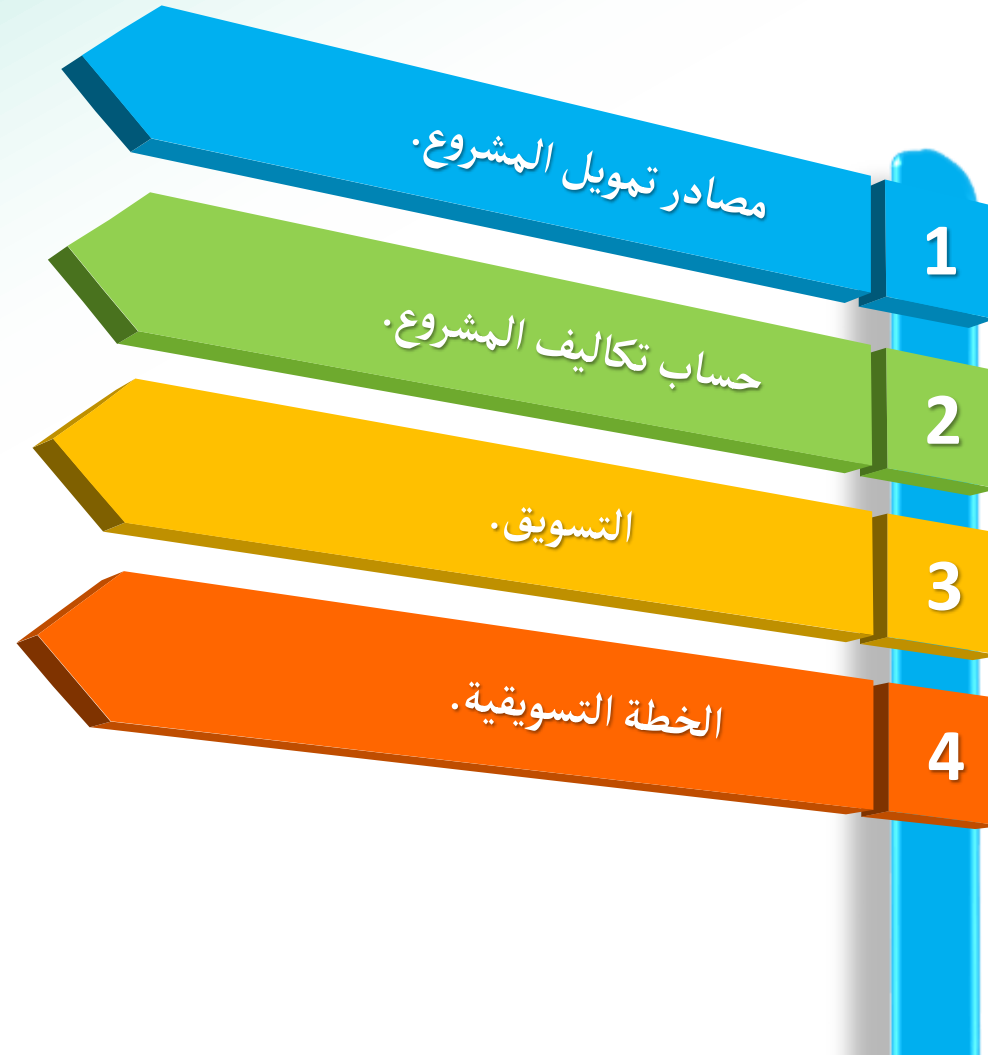 1 مصادر تمويل المشروع.
2 حساب تكاليف المشروع.
3 التسويق.
4 الخطة التسويقية.